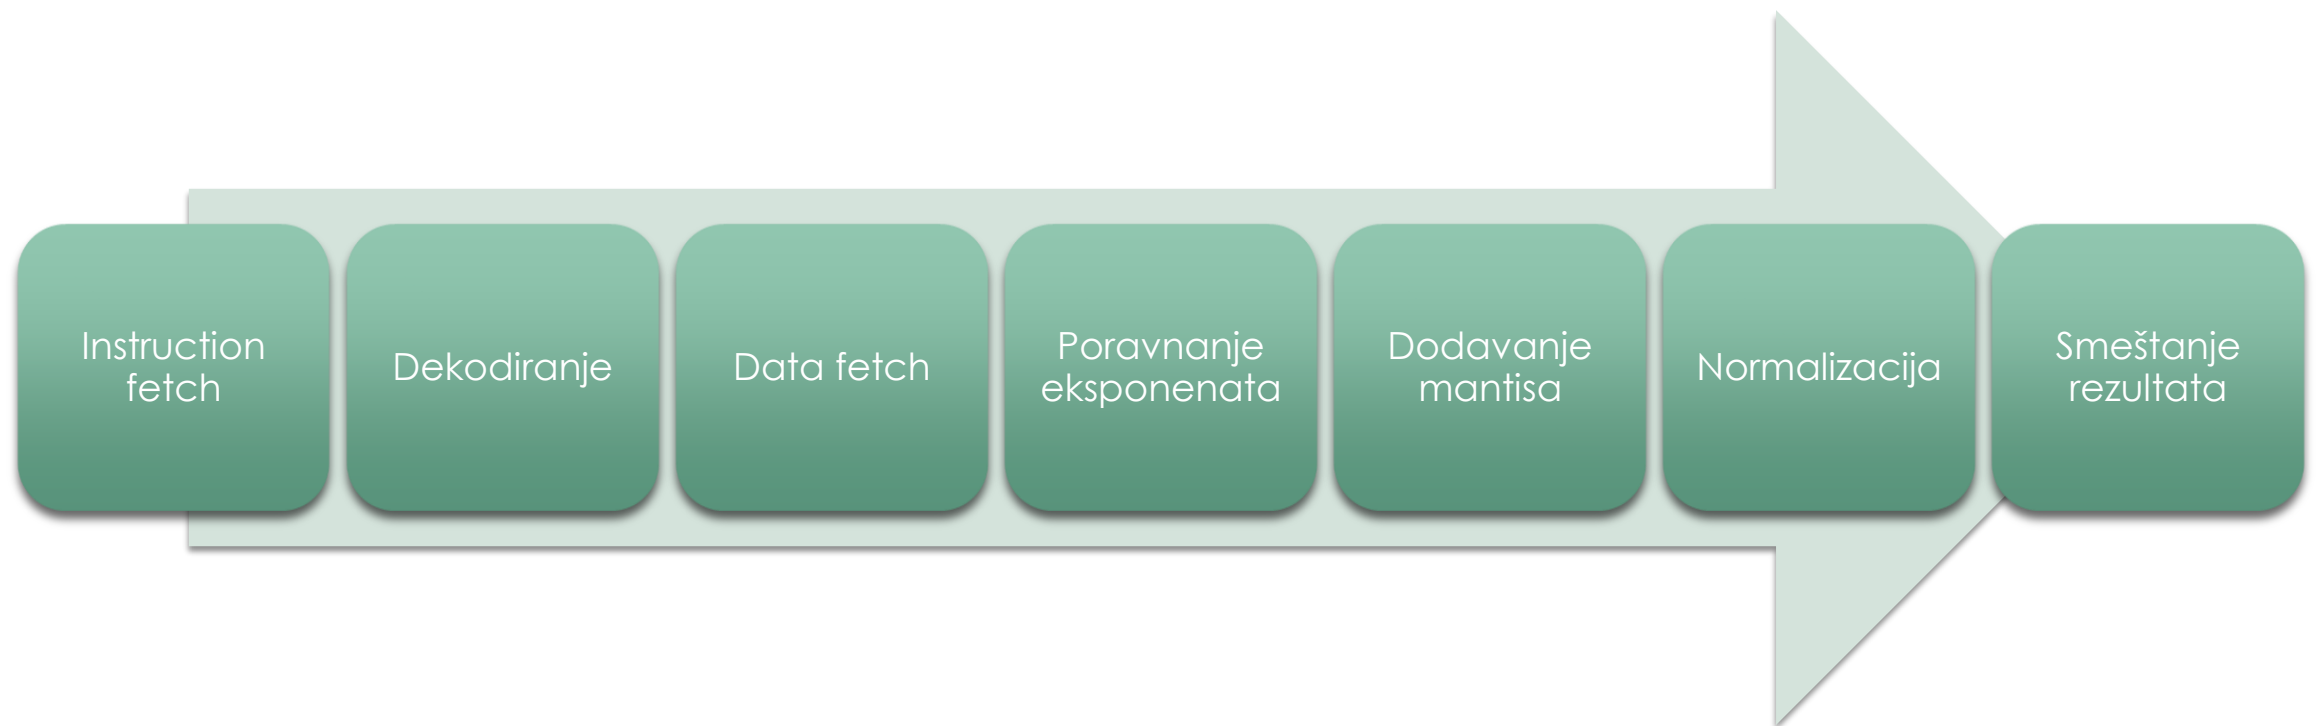 Instruction
fetch
Dekodiranje
Data fetch
Poravnanje
eksponenata
Dodavanje
mantisa
Normalizacija
Smeštanje
rezultata